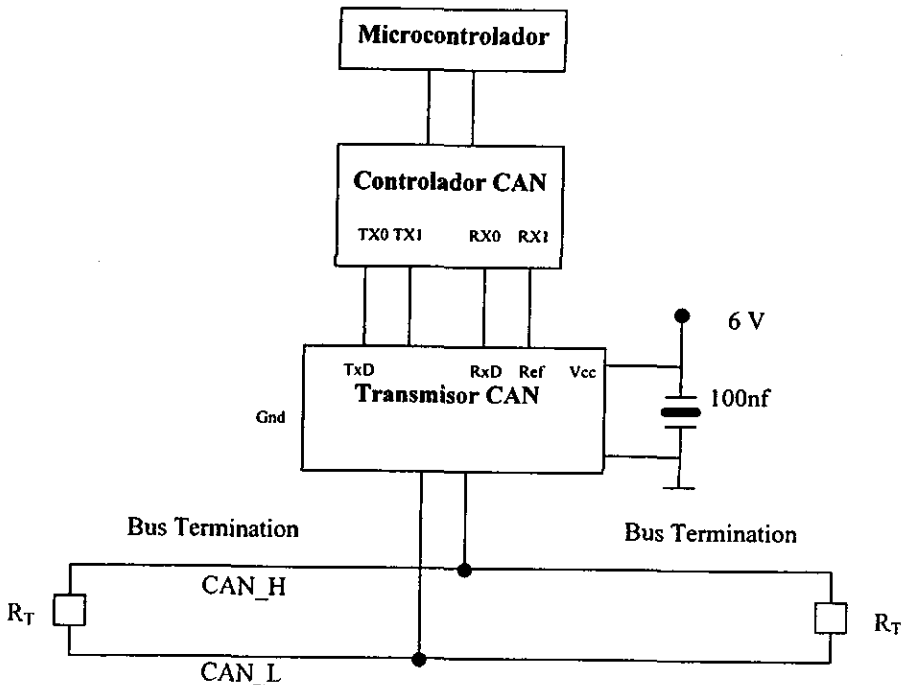 Microcontrolador
Controlador CAN
TX0 TX1 RX0 RX1
6 V
TxD RxD Ref Vcc
Transmisor CAN
100nf
Gnd
Bus Termination
Bus Termination
CAN_H
R_T
R_T
CAN_L